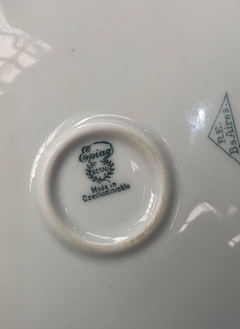 Epiag
Made in
Czechoslovakia
R.E.
Bs. Aires.